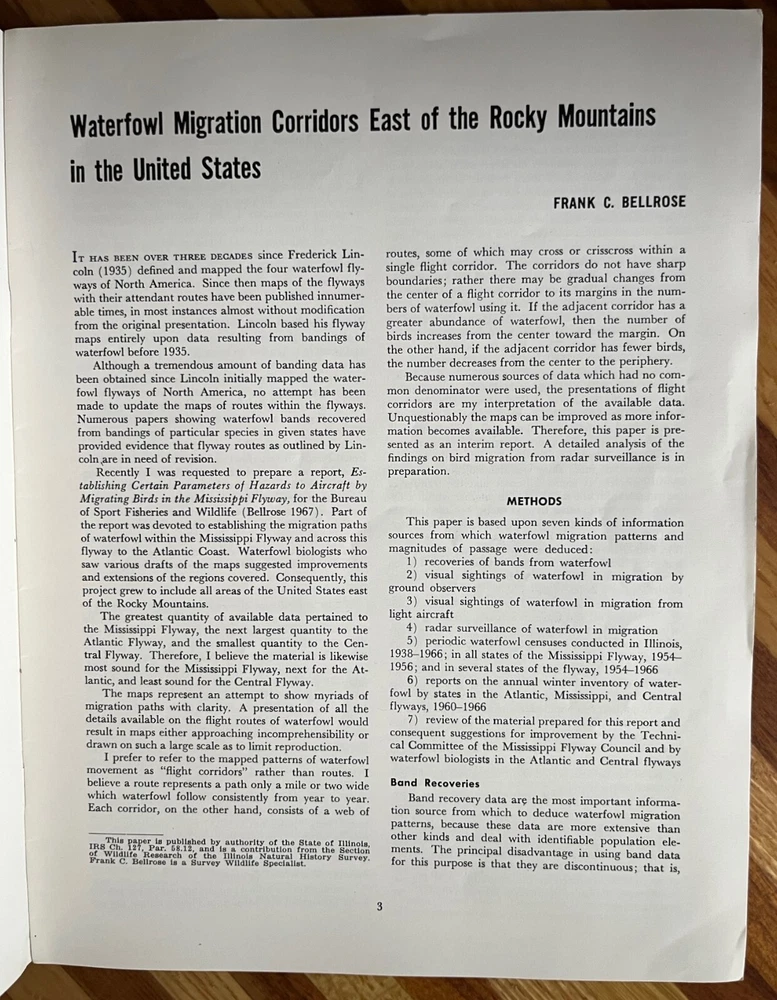 Waterfowl Migration Corridors East of the Rocky Mountains
in the United States
FRANK C. BELLROSE
IT HAS BEEN OVER THREE DECADES since Frederick Lin-
coln (1935) defined and mapped the four waterfowl fly-
ways of North America. Since then maps of the flyways
with their attendant routes have been published innumer-
able times, in most instances almost without modification
from the original presentation. Lincoln based his flyway
maps entirely upon data resulting from bandings of
waterfowl before 1935.
Although a tremendous amount of banding data has
been obtained since Lincoln initially mapped the water-
fowl flyways of North America, no attempt has been
made to update the maps of routes within the flyways.
Numerous papers showing waterfowl bands recovered
from bandings of particular species in given states have
provided evidence that flyway routes as outlined by Lin-
coln are in need of revision.
Recently I was requested to prepare a report, Es-
tablishing Certain Parameters of Hazards to Aircraft by
Migrating Birds in the Mississippi Flyway, for the Bureau
of Sport Fisheries and Wildlife (Bellrose 1967). Part of
the report was devoted to establishing the migration paths
of waterfowl within the Mississippi Flyway and across this
flyway to the Atlantic Coast. Waterfowl biologists who
saw various drafts of the maps suggested improvements
and extensions of the regions covered. Consequently, this
project grew to include all areas of the United States east
of the Rocky Mountains.
The greatest quantity of available data pertained to
the Mississippi Flyway, the next largest quantity to the
Atlantic Flyway, and the smallest quantity to the Cen-
tral Flyway. Therefore, I believe the material is likewise
most sound for the Mississippi Flyway, next for the At-
lantic, and least sound for the Central Flyway.
The maps represent an attempt to show myriads of
migration paths with clarity. A presentation of all the
details available on the flight routes of waterfowl would
result in maps either approaching incomprehensibility or
drawn on such a large scale as to limit reproduction.
I prefer to refer to the mapped patterns of waterfowl
movement as "flight corridors" rather than routes. I
believe a route represents a path only a mile or two wide
which waterfowl follow consistently from year to year.
Each corridor, on the other hand, consists of a web of
This paper is published by authority of the State of Illinois,
IRS Ch. 127, Par. 58.12, and is a contribution from the Section
of Wildlife Research of the Illinois Natural History Survey.
Frank C. Bellrose is a Survey Wildlife Specialist.
routes, some of which may cross or crisscross within a
single flight corridor. The corridors do not have sharp
boundaries; rather there may be gradual changes from
the center of a flight corridor to its margins in the num-
bers of waterfowl using it. If the adjacent corridor has a
greater abundance of waterfowl, then the number of
birds increases from the center toward the margin. On
the other hand, if the adjacent corridor has fewer birds,
the number decreases from the center to the periphery.
Because numerous sources of data which had no com-
mon denominator were used, the presentations of flight
corridors are my interpretation of the available data.
Unquestionably the maps can be improved as more infor-
mation becomes available. Therefore, this paper is pre-
sented as an interim report. A detailed analysis of the
findings on bird migration from radar surveillance is in
preparation.
METHODS
This paper is based upon seven kinds of information
sources from which waterfowl migration patterns and
magnitudes of passage were deduced:
1) recoveries of bands from waterfowl
2) visual sightings of waterfowl in migration by
ground observers
3) visual sightings of waterfowl in migration from
light aircraft
4) radar surveillance of waterfowl in migration
5) periodic waterfowl censuses conducted in Illinois,
1938–1966; in all states of the Mississippi Flyway, 1954–
1956; and in several states of the flyway, 1954–1966
6) reports on the annual winter inventory of water-
fowl by states in the Atlantic, Mississippi, and Central
flyways, 1960–1966
7) review of the material prepared for this report and
consequent suggestions for improvement by the Techni-
cal Committee of the Mississippi Flyway Council and by
waterfowl biologists in the Atlantic and Central flyways
Band Recoveries
Band recovery data are the most important informa-
tion source from which to deduce waterfowl migration
patterns, because these data are more extensive than
other kinds and deal with identifiable population ele-
ments. The principal disadvantage in using band data
for this purpose is that they are discontinuous; that is,
3